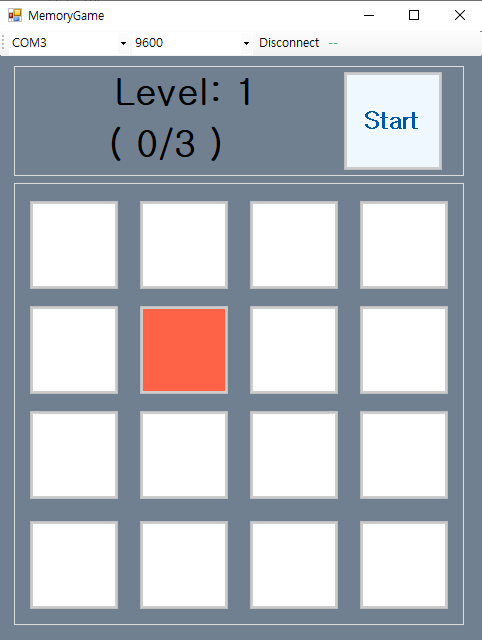 MemoryGame
COM3 9600 Disconnect --
Level: 1
( 0/3 )
Start